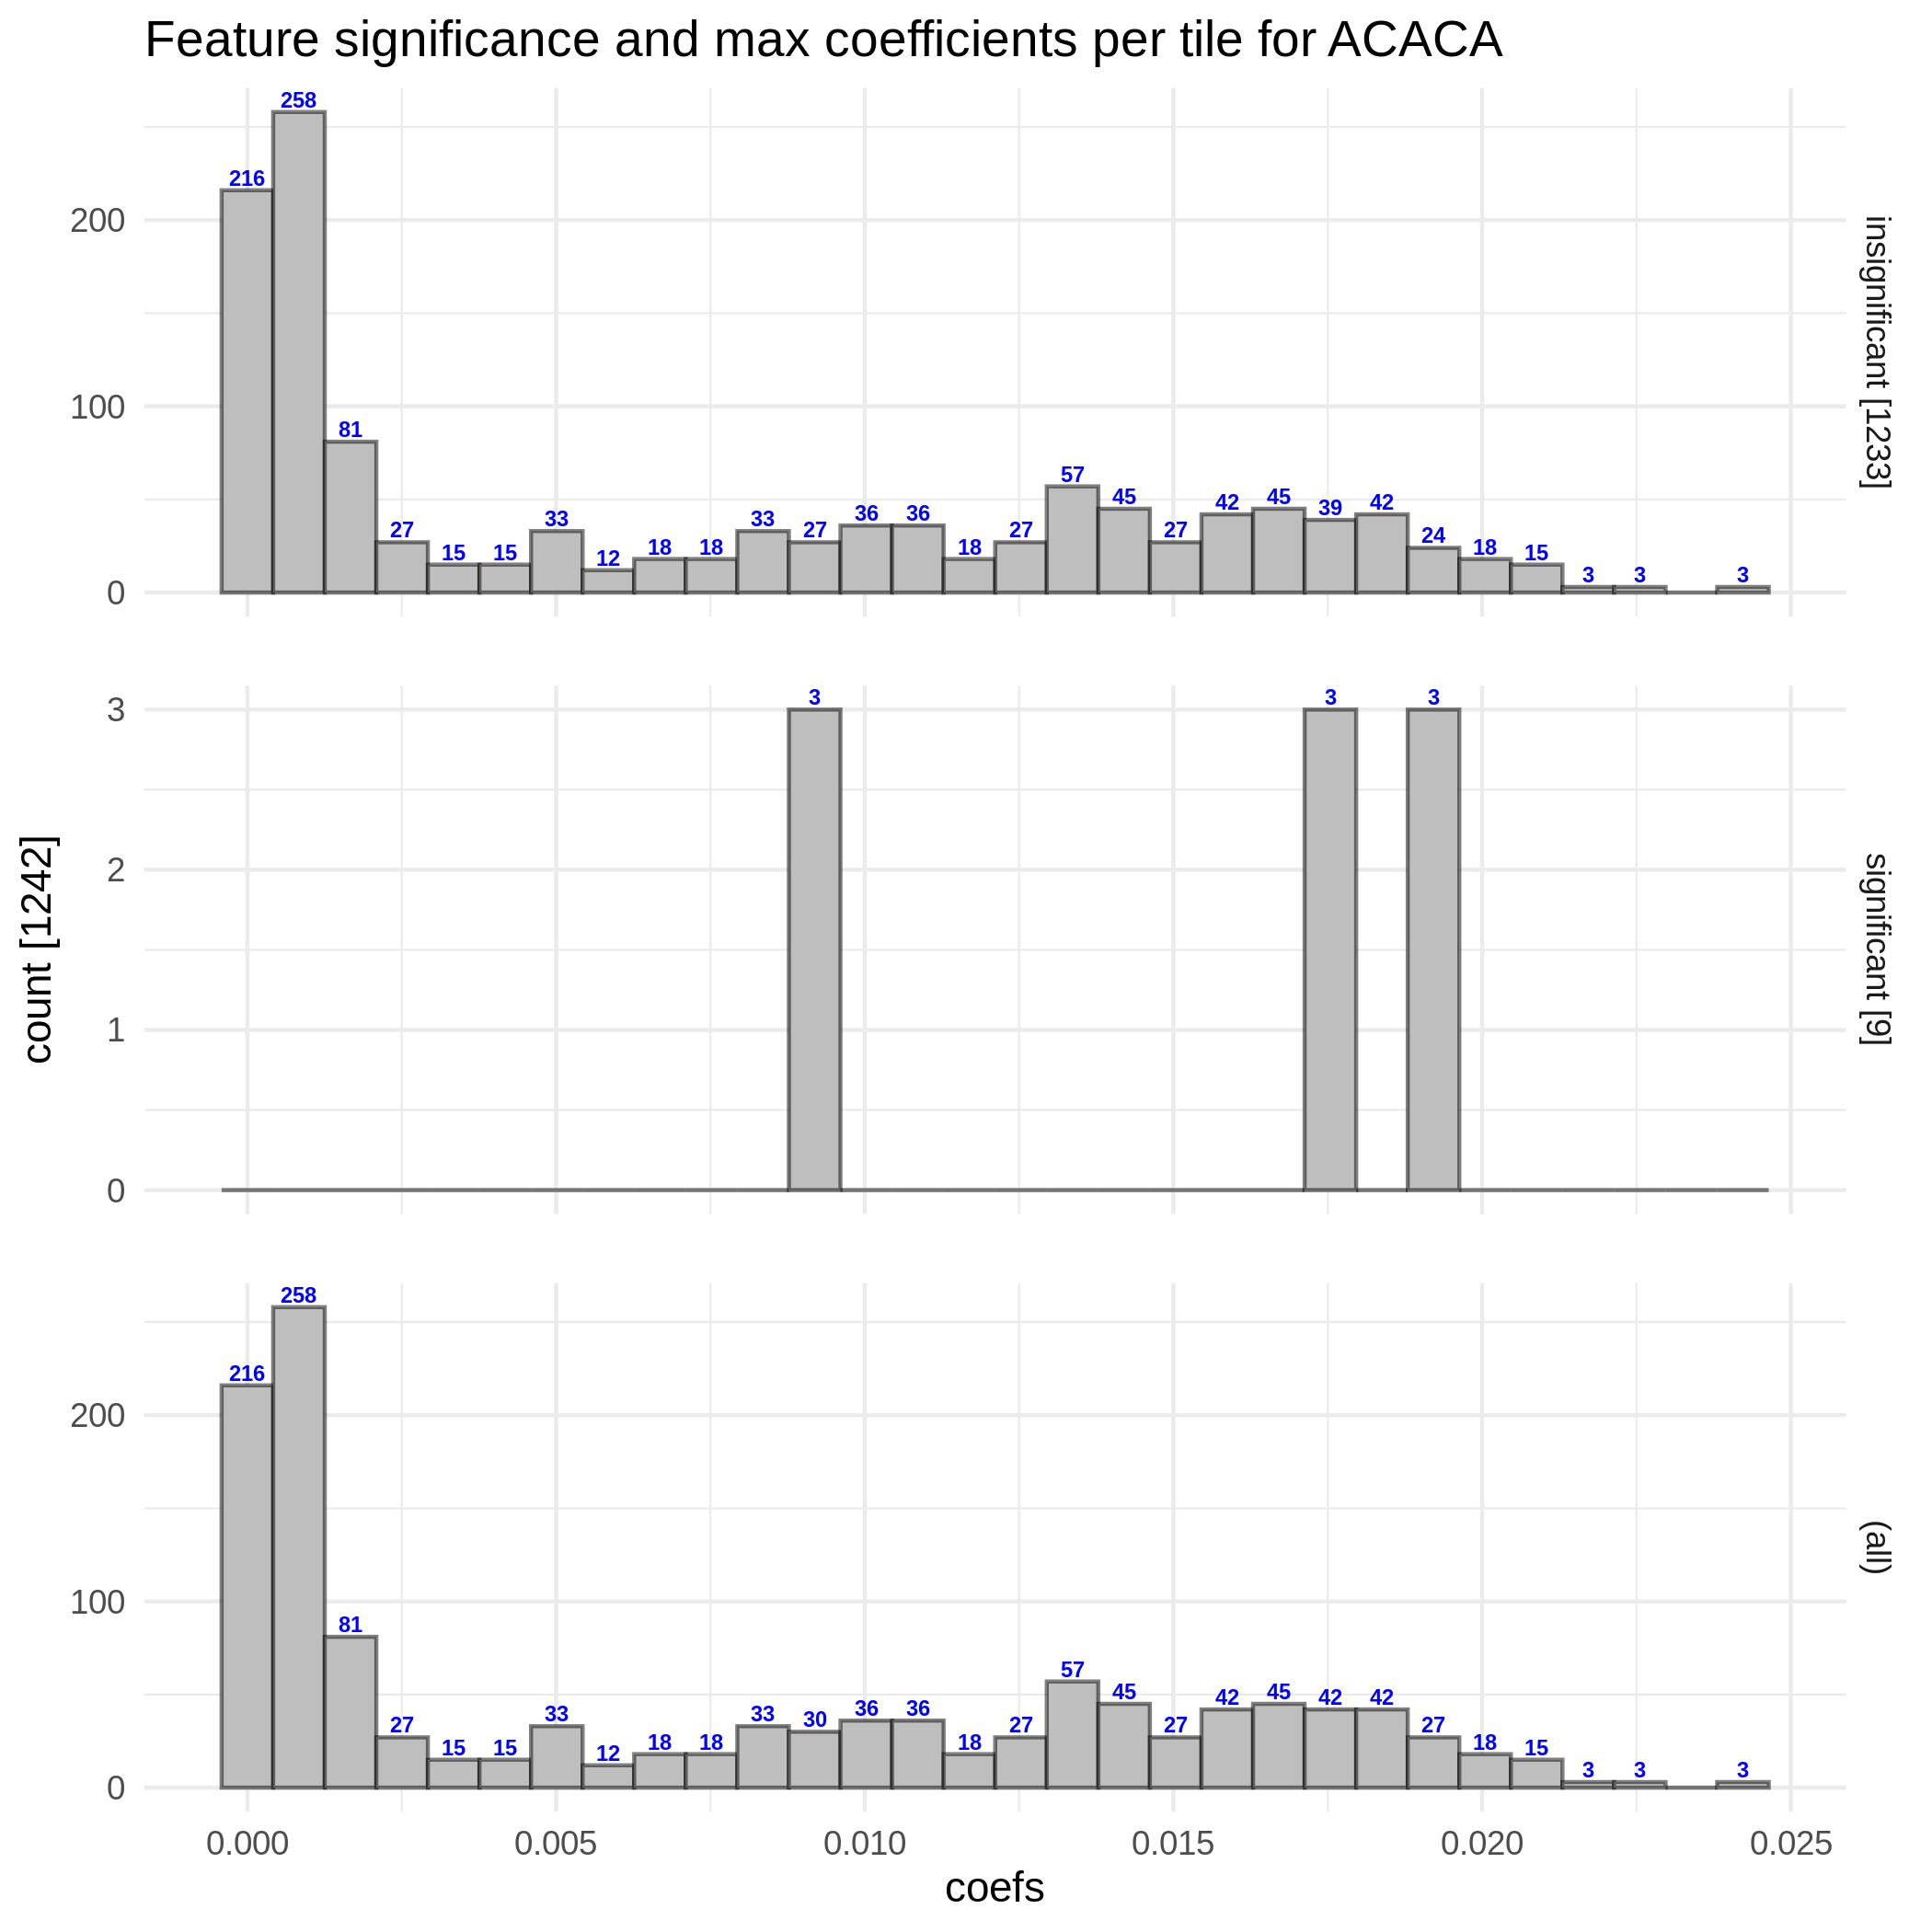 Feature significance and max coefficients per tile for ACACA
216 258 81 27 15 15 33 12 18 18 33 27 36 36 18 27 57 45 27 42 45 39 42 24 18 15 3 3 3
200
100
0
insignificant [1233]
3 3 3
3
2
1
0
significant [9]
count [1242]
216 258 81 27 15 15 33 12 18 18 33 30 36 36 18 27 57 45 27 42 45 42 42 27 18 15 3 3 3
200
100
0
(all)
0.000 0.005 0.010 0.015 0.020 0.025
coefs